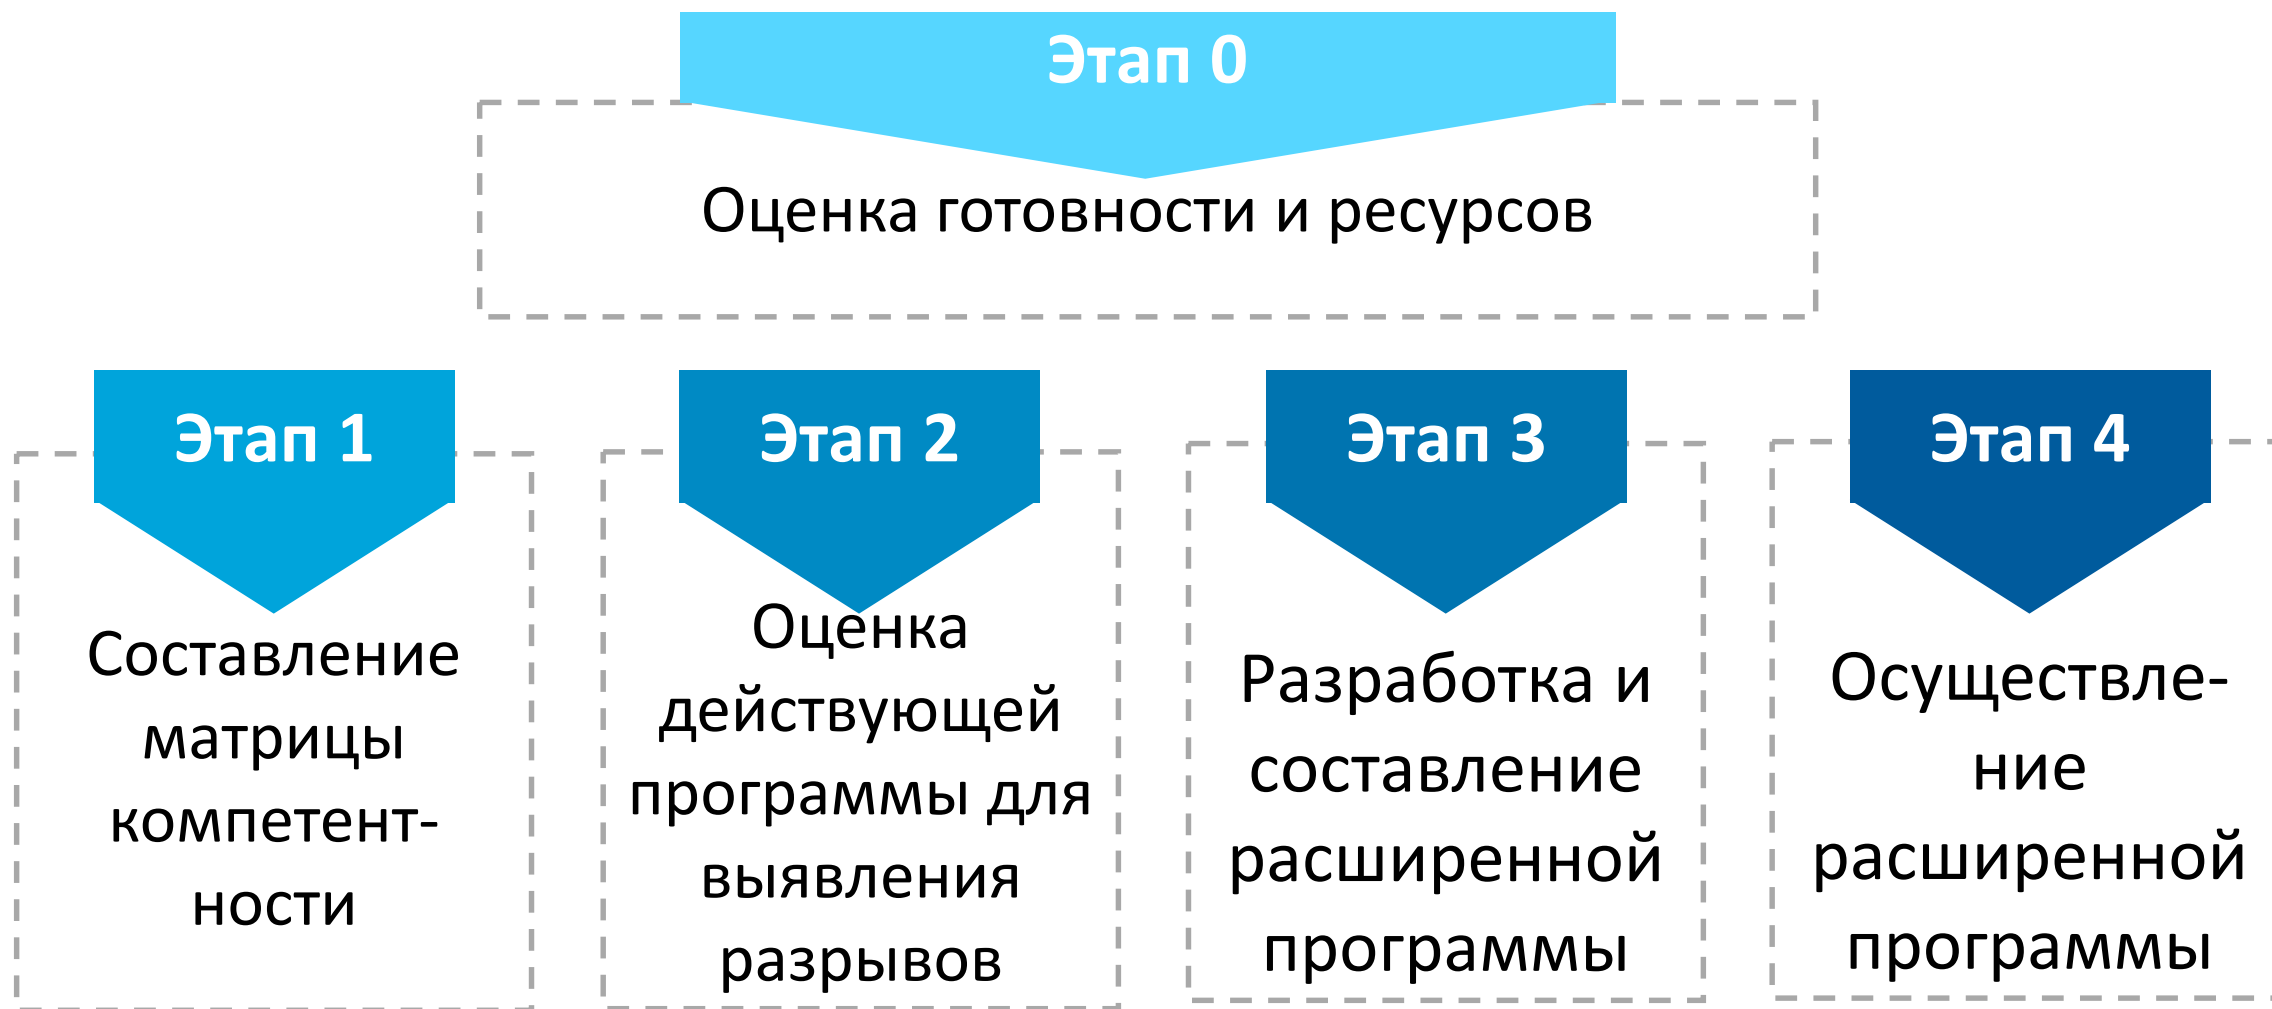 Этап 0
Оценка готовности и ресурсов
Этап 1
Составление
матрицы
компетент-
ности
Этап 2
Оценка
действующей
программы для
выявления
разрывов
Этап 3
Разработка и
составление
расширенной
программы
Этап 4
Осуществле-
ние
расширенной
программы